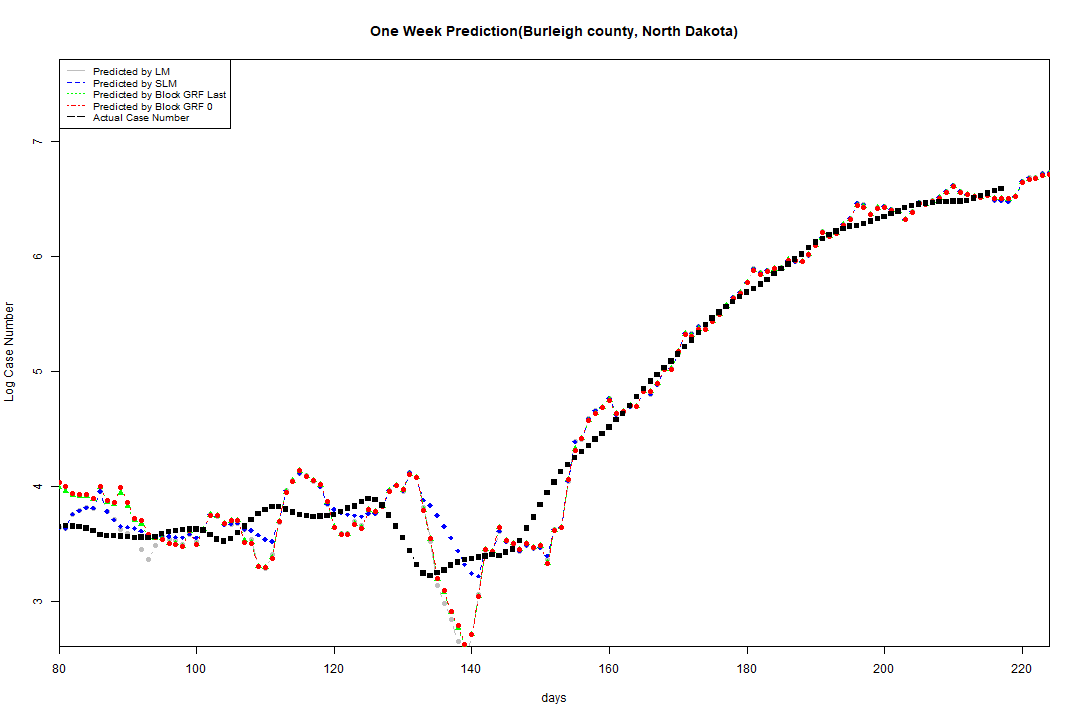 One Week Prediction(Burleigh county, North Dakota)
Predicted by LM
Predicted by SLM
Predicted by Block GRF Last
Predicted by Block GRF 0
Actual Case Number
7
6
5
4
3
Log Case Number
80 100 120 140 160 180 200 220
days